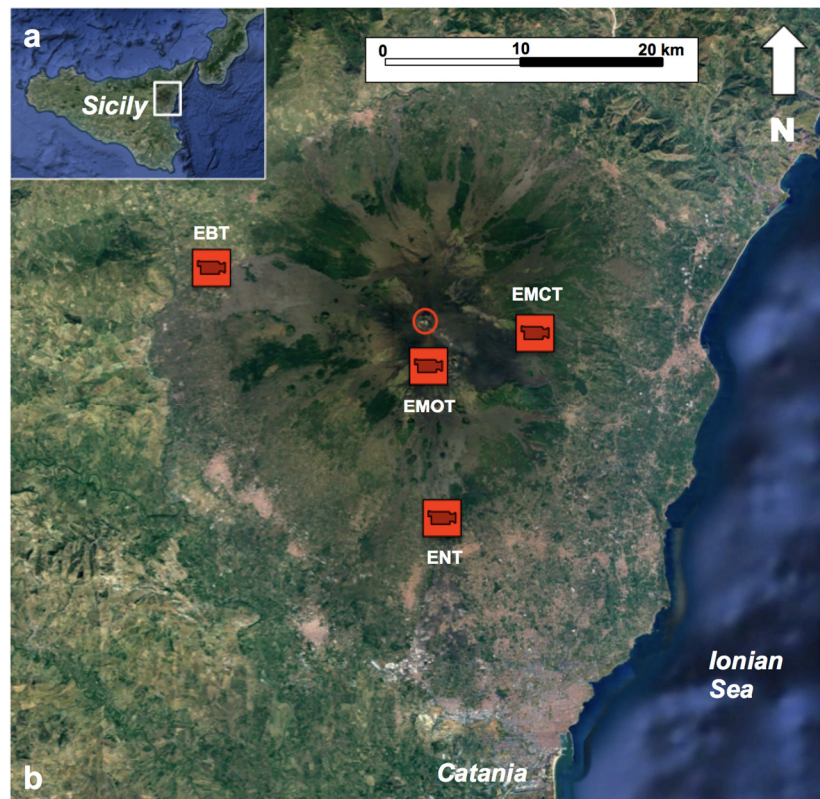 a
0 10 20 km
Sicily
N
EBT
EMCT
EMOT
ENT
Ionian
Sea
Catania
b